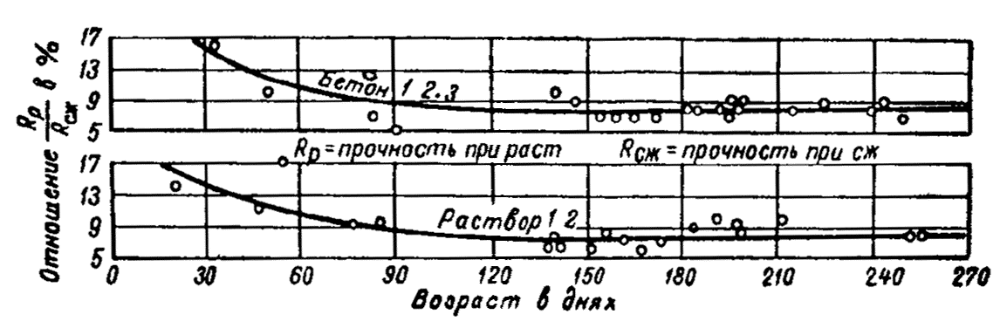 Отношение Rр/Rсж в %
17
13
9
5
Бетон 1 2.3
Rр = прочность при раст Rсж = прочность при сж
17
13
9
5
Раствор 1 2
0 30 60 90 120 150 180 210 240 270
Возраст в днях